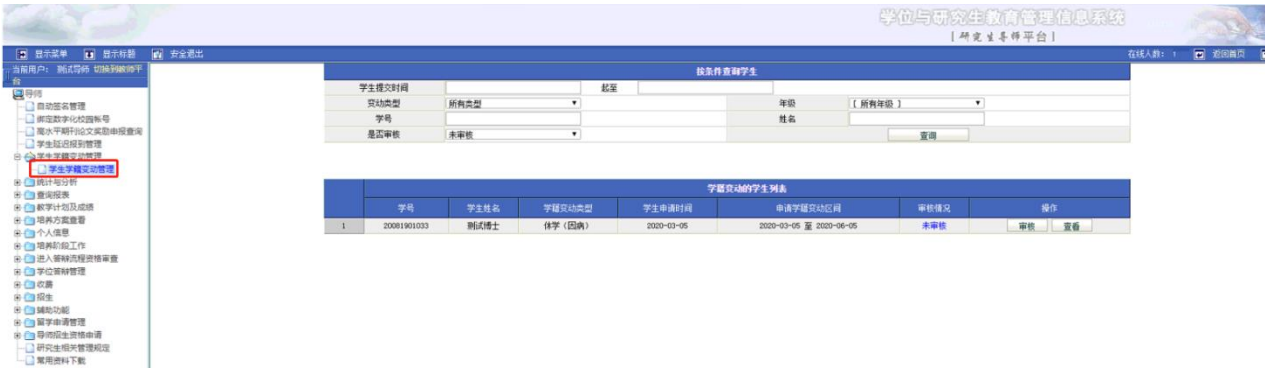 学位与研究生教育管理信息系统
[研究生导师平台]
显示菜单 显示标题 安全退出 在线人数: 1 返回首页
当前用户: 测试导师 切换到教师平台
导师
自动签名管理
绑定数字化校园帐号
高水平期刊论文奖励申报查询
学生延迟报到管理
学生学籍变动管理
学生学籍变动管理
统计与分析
查询报表
教学计划及成绩
培养方案查看
个人信息
培养阶段工作
进入答辩流程资格审查
学位答辩管理
收费
招生
辅助功能
留学申请管理
导师招生资格申请
研究生相关管理规定
常用资料下载
按条件查询学生
学生提交时间 起至
变动类型 所有类型 年级 [ 所有年级 ]
学号 姓名
是否审核 未审核 查询
学籍变动的学生列表
学号 学生姓名 学籍变动类型 学生申请时间 申请学籍变动区间 审核情况 操作
1 20081901033 测试博士 休学（因病） 2020-03-05 2020-03-05 至 2020-06-05 未审核 审核 查看